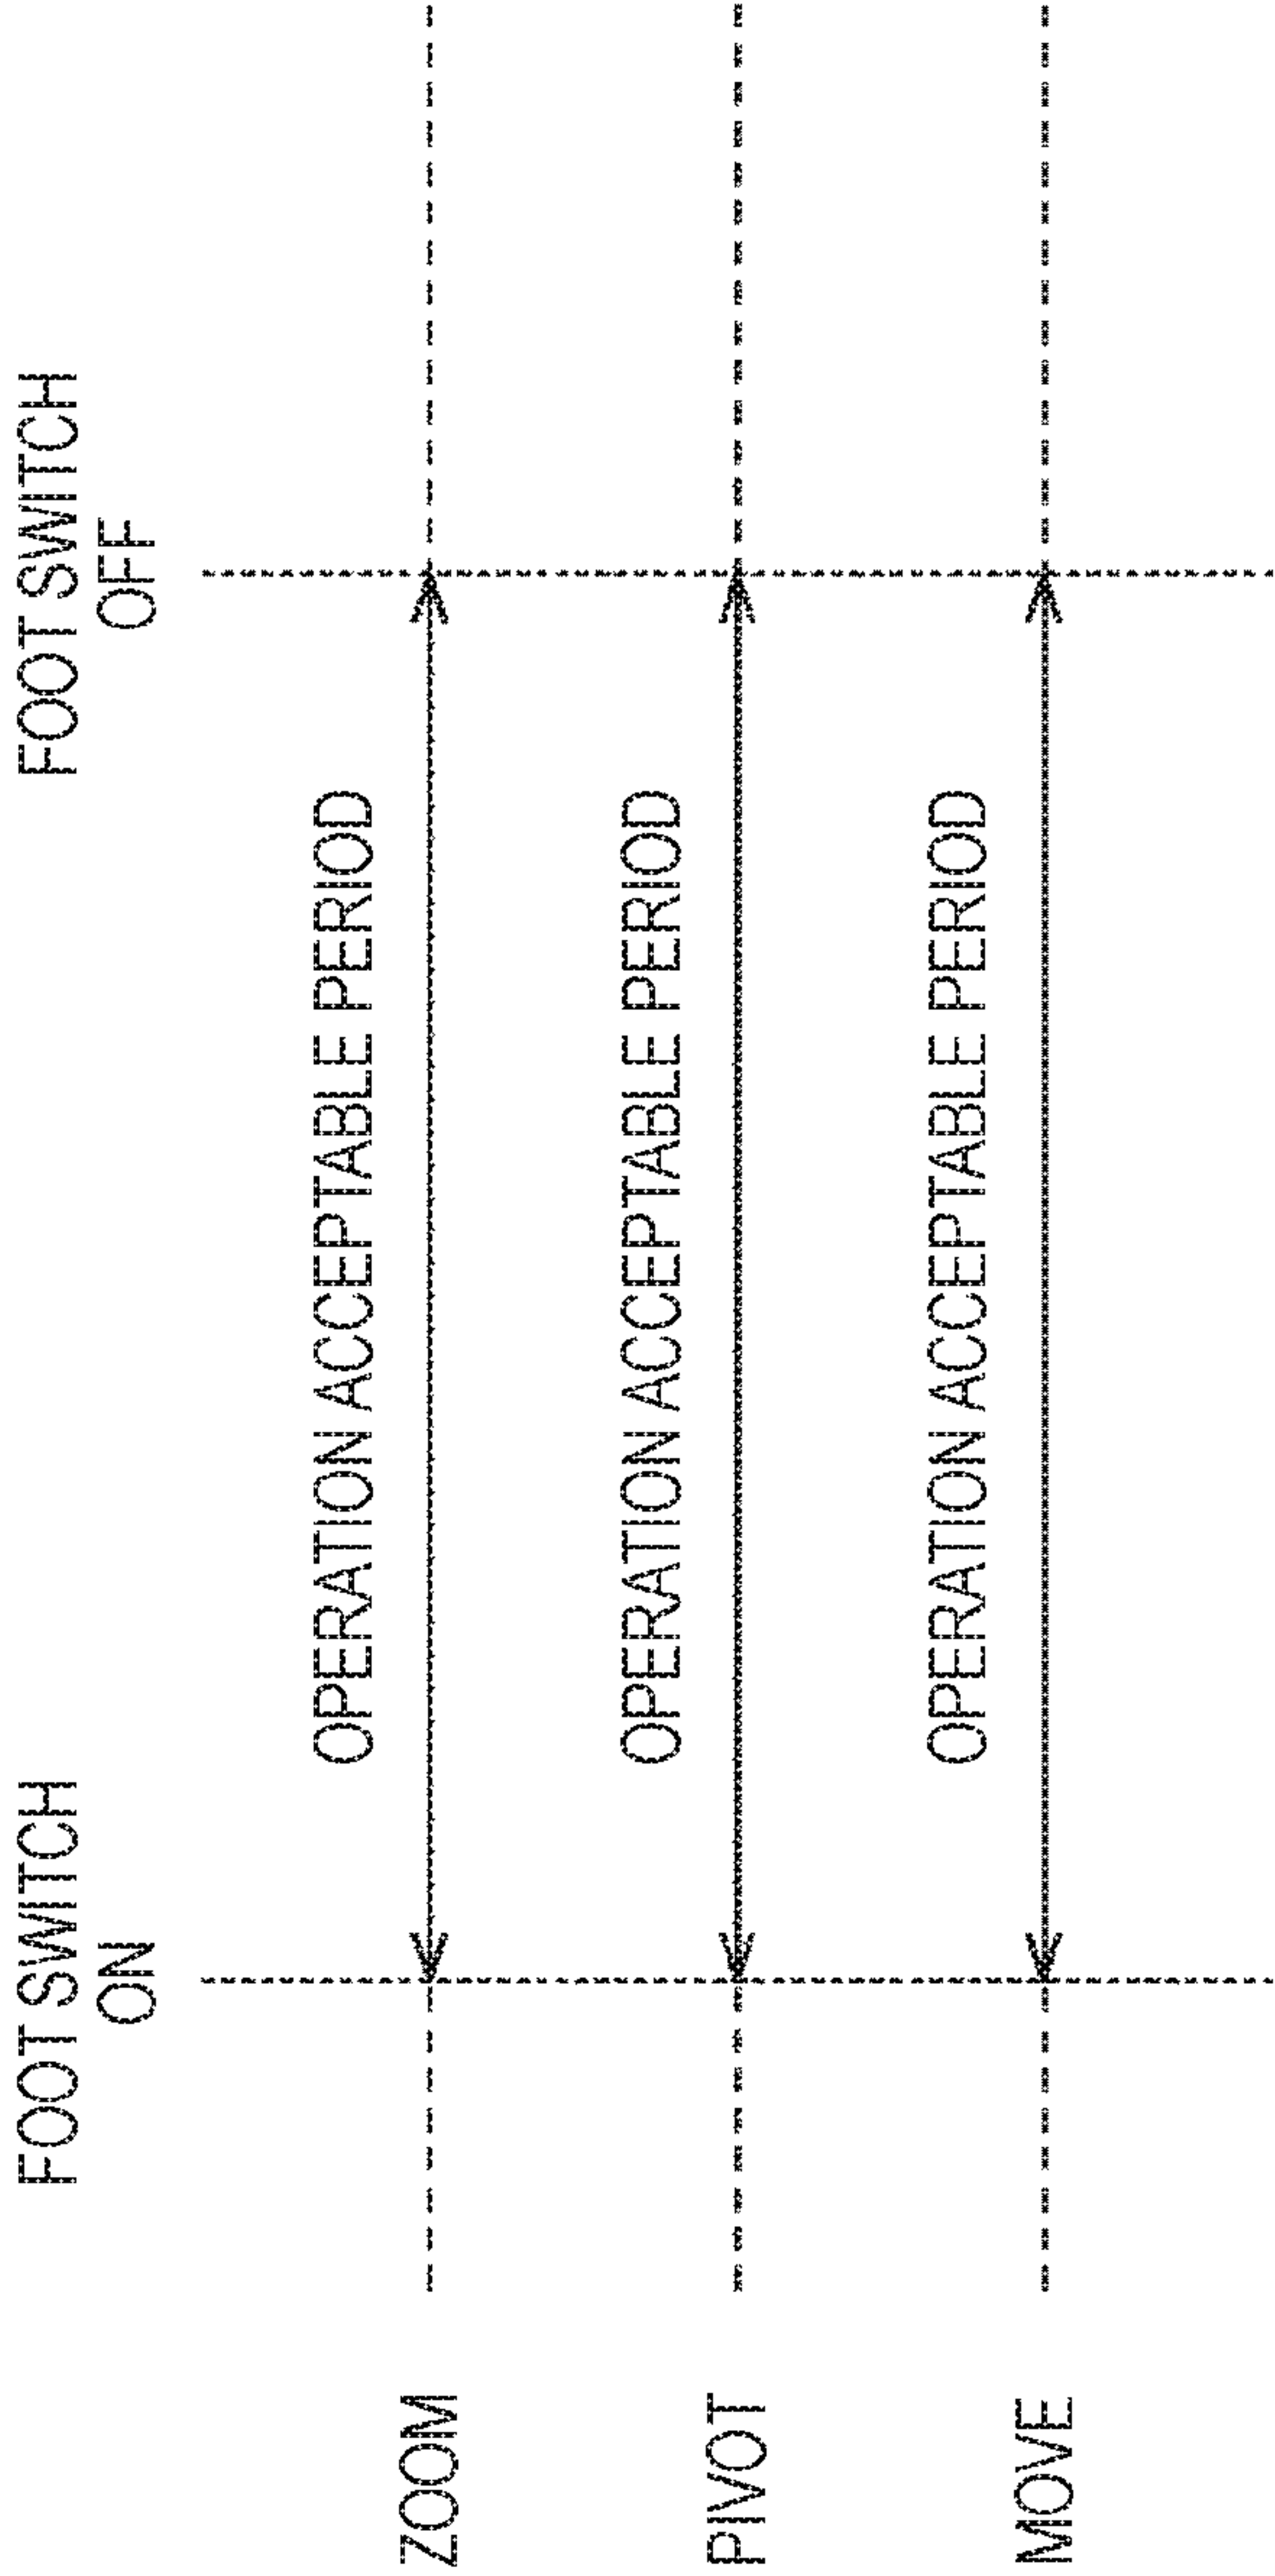 FOOT SWITCH
ON
FOOT SWITCH
OFF
ZOOM
OPERATION ACCEPTABLE PERIOD
PIVOT
OPERATION ACCEPTABLE PERIOD
MOVE
OPERATION ACCEPTABLE PERIOD